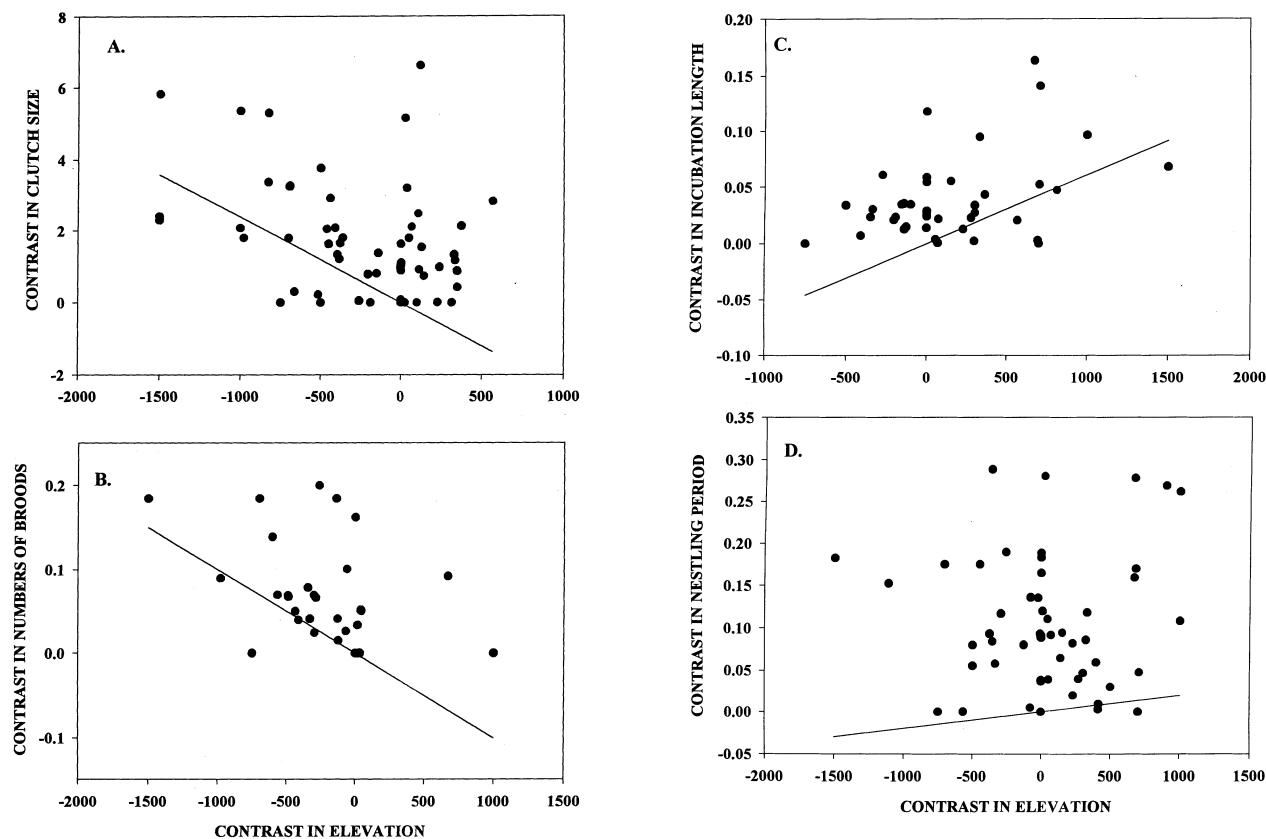 A.
CONTRAST IN CLUTCH SIZE
8
6
4
2
0
-2
-2000 -1500 -1000 -500 0 500 1000
C.
CONTRAST IN INCUBATION LENGTH
0.20
0.15
0.10
0.05
0.00
-0.05
-0.10
-1000 -500 0 500 1000 1500 2000
B.
CONTRAST IN NUMBERS OF BROODS
0.2
0.1
0.0
-0.1
-2000 -1500 -1000 -500 0 500 1000 1500
CONTRAST IN ELEVATION
D.
CONTRAST IN NESTLING PERIOD
0.35
0.30
0.25
0.20
0.15
0.10
0.05
0.00
-0.05
-2000 -1500 -1000 -500 0 500 1000 1500
CONTRAST IN ELEVATION